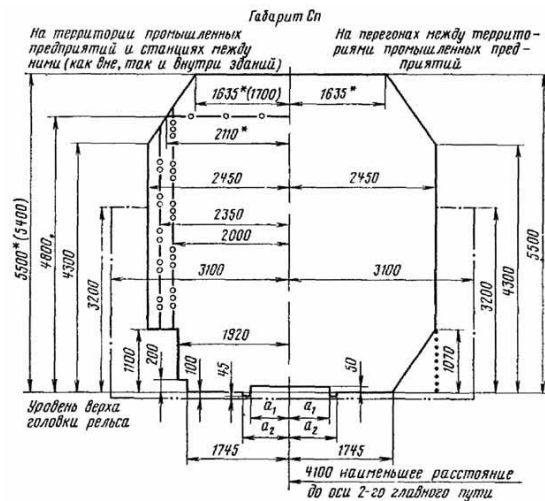 Габарит Сп
На территории промышленных
предприятий и станциях между
ними (как вне, так и внутри зданий)
На перегонах между террито-
риями промышленных пред-
приятий
1635*(1700)
1635*
2110*
2450
2450
2350
2000
3100
3100
1920
5500*(5400)
4800
4300
3200
1100
200
100
45
50
1070
3200
4300
5500
a₁
a₁
a₂
a₂
Уровень верха
головки рельса
1745
1745
4100 наименьшее расстояние
до оси 2-го главного пути